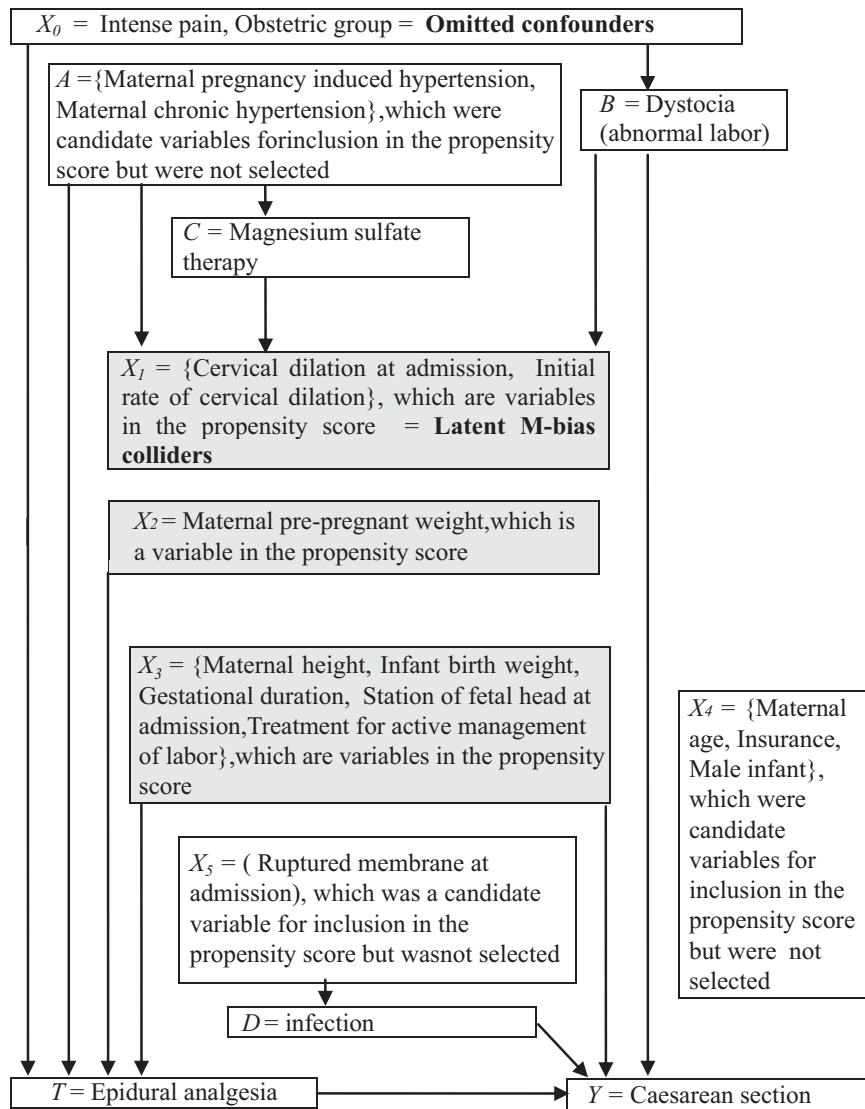 X0 = Intense pain, Obstetric group = Omitted confounders
A ={Maternal pregnancy induced hypertension,
Maternal chronic hypertension},which were
candidate variables forinclusion in the propensity
score but were not selected
B = Dystocia
(abnormal labor)
C = Magnesium sulfate
therapy
X1 = {Cervical dilation at admission, Initial
rate of cervical dilation}, which are variables
in the propensity score = Latent M-bias
colliders
X2 = Maternal pre-pregnant weight,which is
a variable in the propensity score
X3 = {Maternal height, Infant birth weight,
Gestational duration, Station of fetal head at
admission,Treatment for active management
of labor},which are variables in the propensity
score
X4 = {Maternal
age, Insurance,
Male infant},
which were
candidate
variables for
inclusion in the
propensity score
but were not
selected
X5 = ( Ruptured membrane at
admission), which was a candidate
variable for inclusion in the
propensity score but wasnot selected
D = infection
T = Epidural analgesia
Y = Caesarean section